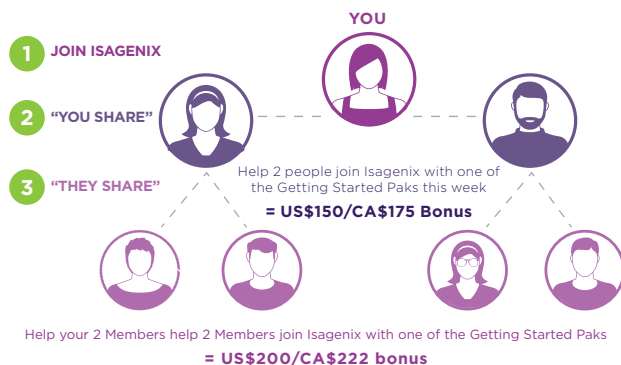 YOU
1 JOIN ISAGENIX
2 “YOU SHARE”
3 “THEY SHARE”
Help 2 people join Isagenix with one of
the Getting Started Paks this week
= US$150/CA$175 Bonus
Help your 2 Members help 2 Members join Isagenix with one of the Getting Started Paks
= US$200/CA$222 bonus